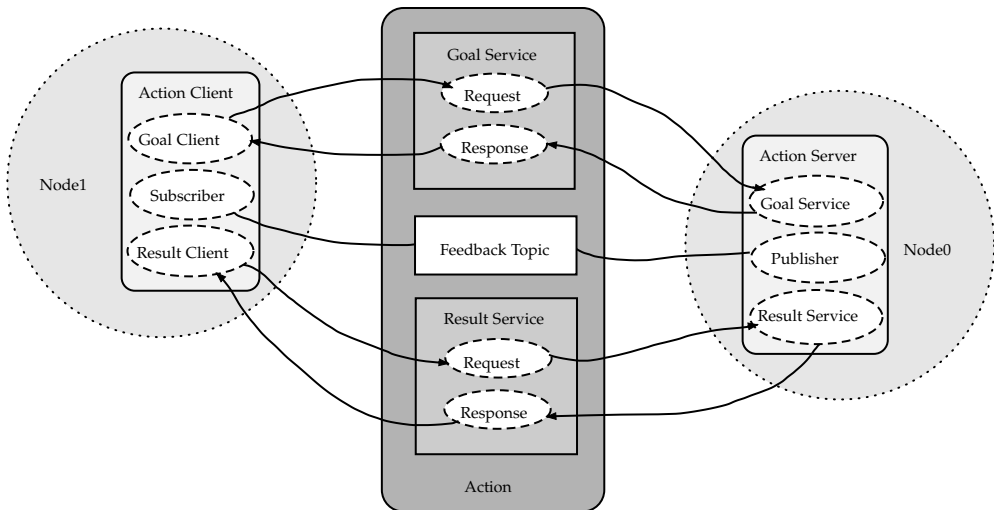 Node1
Action Client
Goal Client
Subscriber
Result Client
Goal Service
Request
Response
Feedback Topic
Result Service
Request
Response
Action
Action Server
Goal Service
Publisher
Result Service
Node0